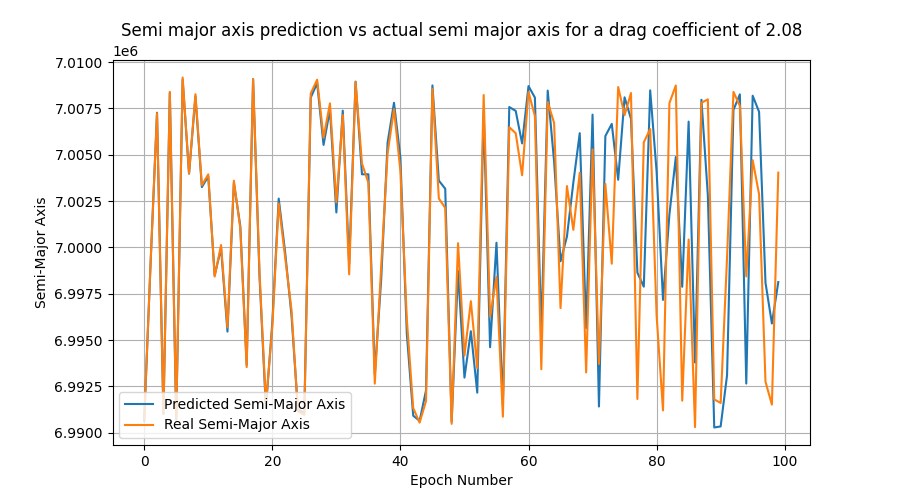 Semi major axis prediction vs actual semi major axis for a drag coefficient of 2.08
1e6
7.0100
7.0075
7.0050
7.0025
7.0000
6.9975
6.9950
6.9925
6.9900
Semi-Major Axis
Predicted Semi-Major Axis
Real Semi-Major Axis
0 20 40 60 80 100
Epoch Number